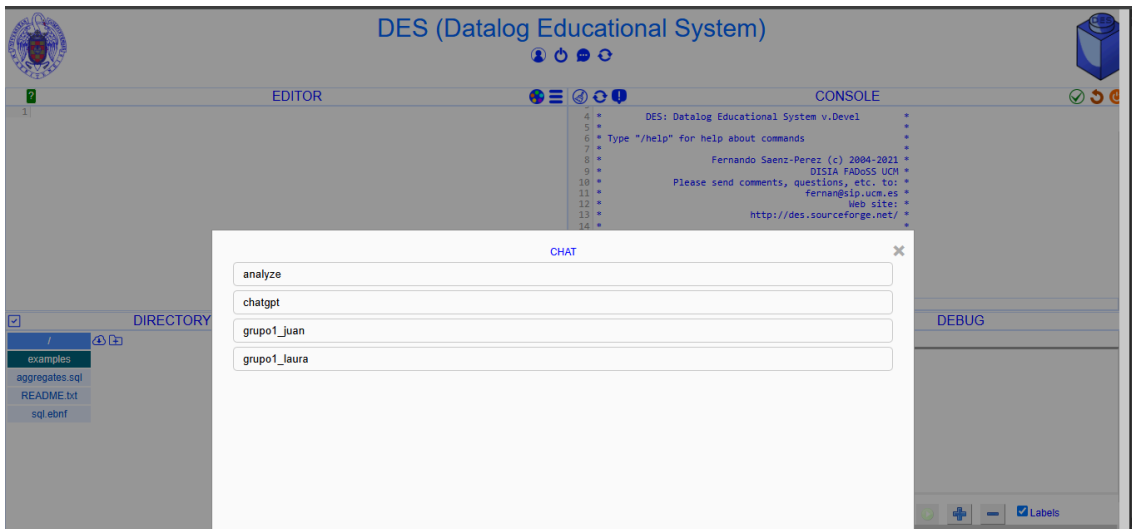 DES (Datalog Educational System)
DES
?
EDITOR
CONSOLE
1
4 * DES: Datalog Educational System v.Devel *
5 * *
6 * Type "/help" for help about commands *
7 * *
8 * Fernando Saenz-Perez (c) 2004-2021 *
9 * DISIA FADoSS UCM *
10 * Please send comments, questions, etc. to: *
11 * fernan@sip.ucm.es *
12 * Web site: *
13 * http://des.sourceforge.net/ *
14 * *
CHAT
analyze
chatgpt
grupo1_juan
grupo1_laura
DIRECTORY
DEBUG
/
examples
aggregates.sql
README.txt
sql.ebnf
Labels